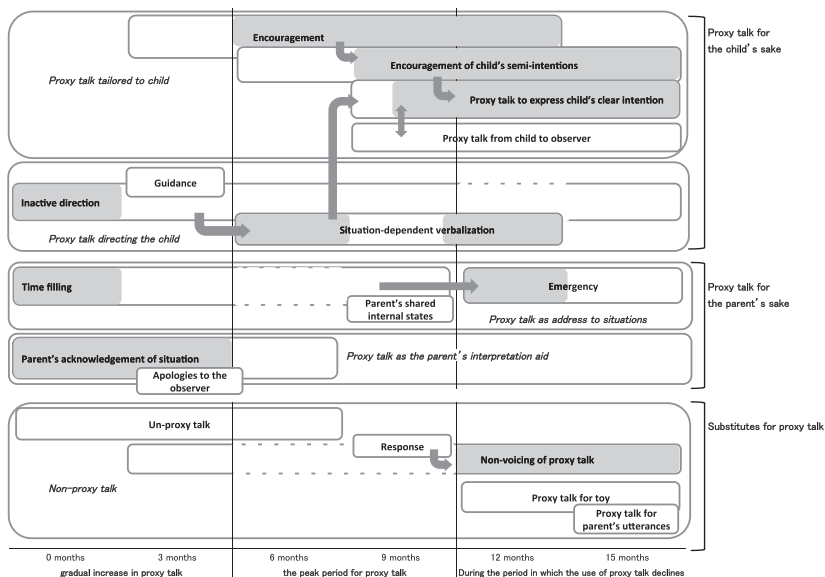 Proxy talk for
the child's sake
Encouragement
Encouragement of child's semi-intentions
Proxy talk tailored to child
Proxy talk to express child's clear intention
Proxy talk from child to observer
Guidance
Inactive direction
Situation-dependent verbalization
Proxy talk directing the child
Time filling
Emergency
Proxy talk for
the parent's sake
Parent's shared
internal states
Proxy talk as address to situations
Parent's acknowledgement of situation
Proxy talk as the parent's interpretation aid
Apologies to the
observer
Un-proxy talk
Substitutes for proxy talk
Response
Non-voicing of proxy talk
Non-proxy talk
Proxy talk for toy
Proxy talk for
parent's utterances
0 months
3 months
6 months
9 months
12 months
15 months
gradual increase in proxy talk
the peak period for proxy talk
During the period in which the use of proxy talk declines